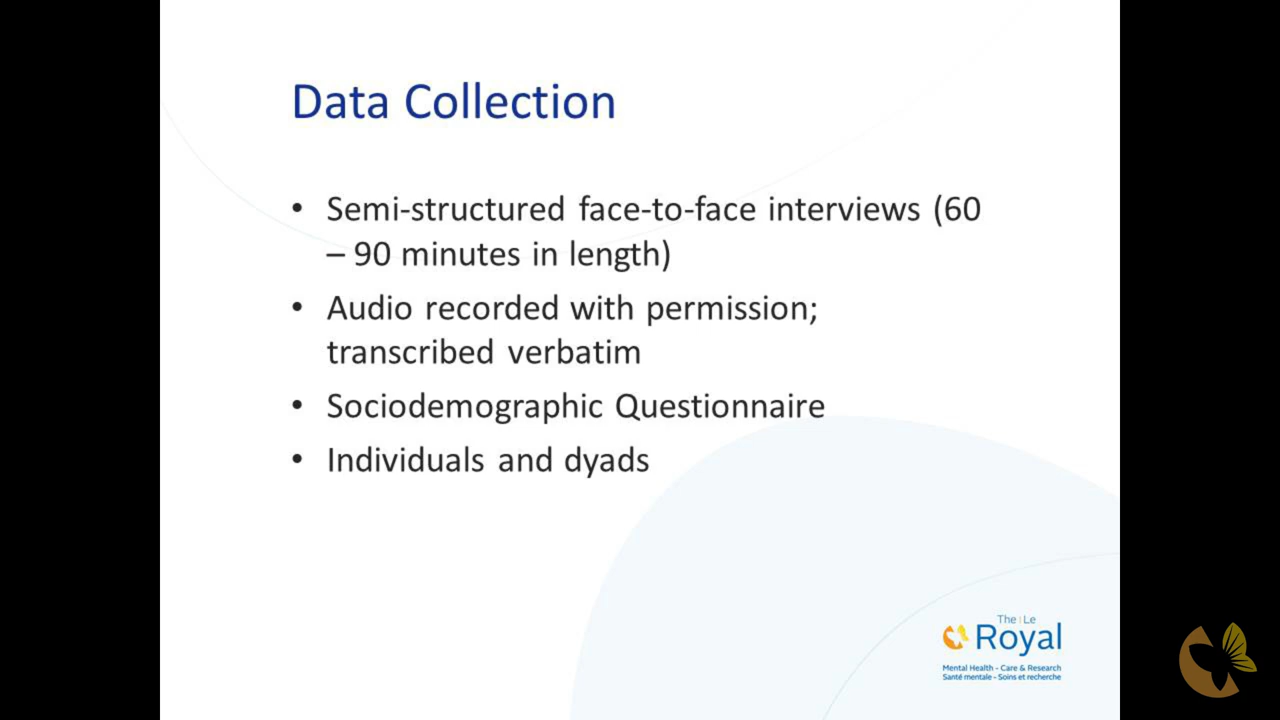 Data Collection
• Semi-structured face-to-face interviews (60
– 90 minutes in length)
• Audio recorded with permission;
transcribed verbatim
• Sociodemographic Questionnaire
• Individuals and dyads
The | Le
Royal
Mental Health - Care & Research
Santé mentale - Soins et recherche